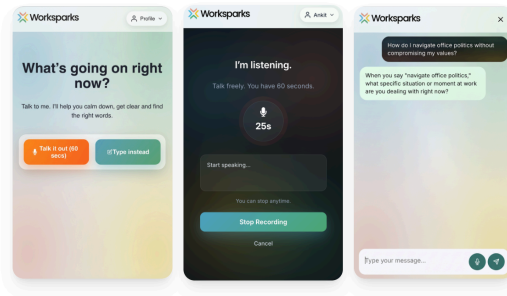 Worksparks
Profile
What's going on right
now?
Talk to me. I'll help you calm down, get clear and find
the right words.
Talk it out (60
secs)
Type instead
Worksparks
Ankit
I'm listening.
Talk freely. You have 60 seconds.
25s
Start speaking...
You can stop anytime.
Stop Recording
Cancel
Worksparks
How do I navigate office politics without
compromising my values?
When you say "navigate office politics,"
what specific situation or moment at work
are you dealing with right now?
Type your message...